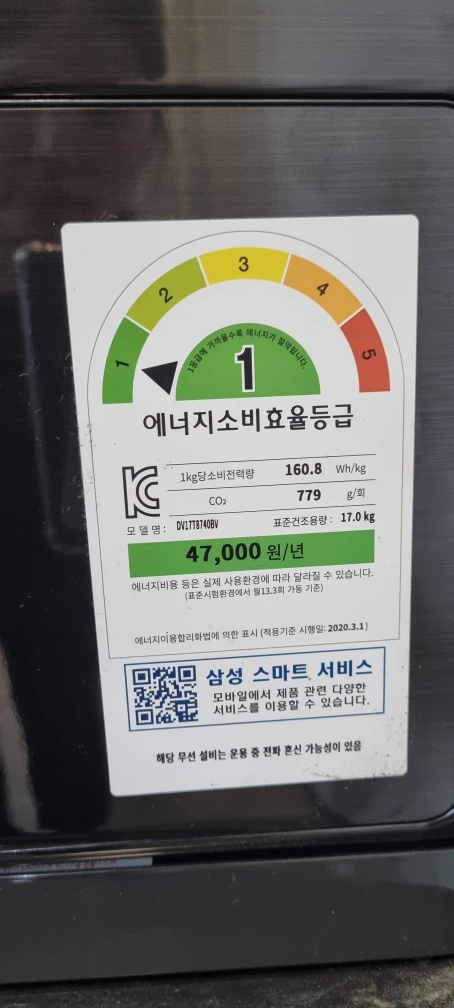 1 2 3 4 5
1등급에 가까울수록 에너지가 절약됩니다.
1
에너지소비효율등급
1kg당소비전력량 160.8 Wh/kg
CO₂ 779 g/회
모델명: DV17T8740BV 표준건조용량: 17.0 kg
47,000 원/년
에너지비용 등은 실제 사용환경에 따라 달라질 수 있습니다.
(표준시험환경에서 월13.3회 가동 기준)
에너지이용합리화법에 의한 표시 (적용기준 시행일: 2020.3.1)
삼성 스마트 서비스
모바일에서 제품 관련 다양한
서비스를 이용할 수 있습니다.
해당 무선 설비는 운용 중 전파 혼신 가능성이 있음